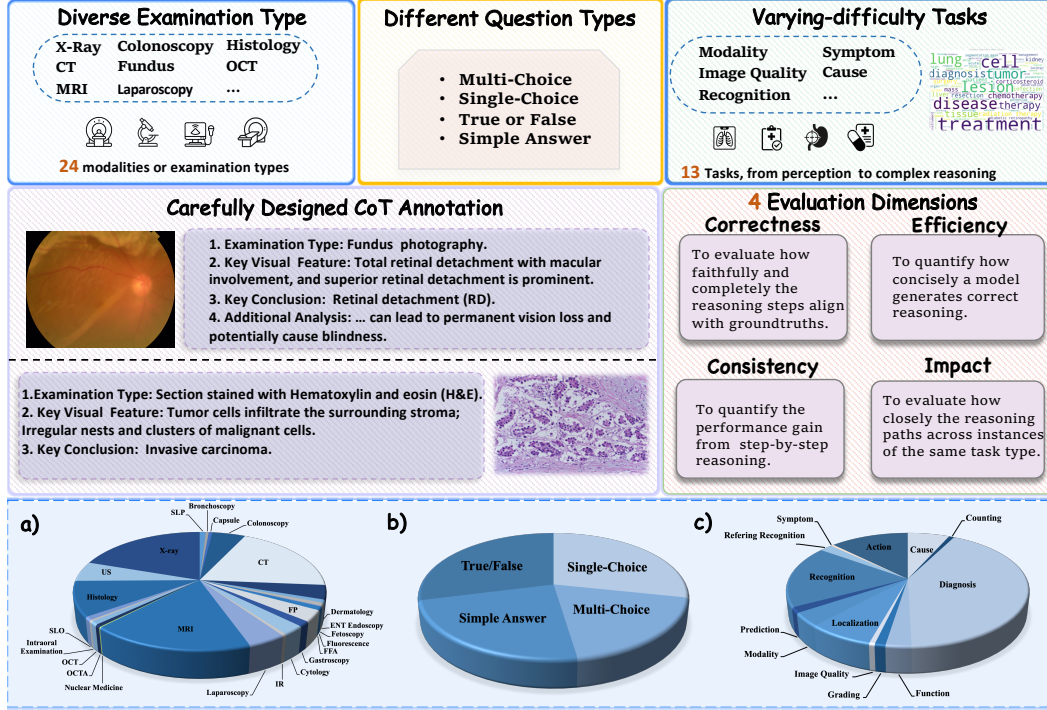 Diverse Examination Type
X-Ray Colonoscopy Histology
CT Fundus OCT
MRI Laparoscopy ...
24 modalities or examination types
Different Question Types
• Multi-Choice
• Single-Choice
• True or False
• Simple Answer
Varying-difficulty Tasks
Modality Symptom
Image Quality Cause
Recognition ...
lung cell kidney
diagnosis tumor
corticosteroid
lesion
mass
resection chemotherapy
disease therapy
tissue
treatment
13 Tasks, from perception to complex reasoning
Carefully Designed CoT Annotation
1. Examination Type: Fundus photography.
2. Key Visual Feature: Total retinal detachment with macular
involvement, and superior retinal detachment is prominent.
3. Key Conclusion: Retinal detachment (RD).
4. Additional Analysis: ... can lead to permanent vision loss and
potentially cause blindness.
1.Examination Type: Section stained with Hematoxylin and eosin (H&E).
2. Key Visual Feature: Tumor cells infiltrate the surrounding stroma;
Irregular nests and clusters of malignant cells.
3. Key Conclusion: Invasive carcinoma.
4 Evaluation Dimensions
Correctness
To evaluate how
faithfully and
completely the
reasoning steps align
with groundtruths.
Efficiency
To quantify how
concisely a model
generates correct
reasoning.
Consistency
To quantify the
performance gain
from step-by-step
reasoning.
Impact
To evaluate how
closely the reasoning
paths across instances
of the same task type.
a)
Bronchoscopy
SLP
Capsule
Colonoscopy
X-ray
CT
US
Histology
FP
MRI
Dermatology
ENT Endoscopy
Fetoscopy
Fluorescence
FFA
Gastroscopy
Cytology
IR
Laparoscopy
SLO
Intraoral
Examination
OCT
OCTA
Nuclear Medicine
b)
True/False
Single-Choice
Simple Answer
Multi-Choice
c)
Symptom
Counting
Refering Recognition
Action
Cause
Recognition
Diagnosis
Localization
Prediction
Modality
Image Quality
Grading
Function